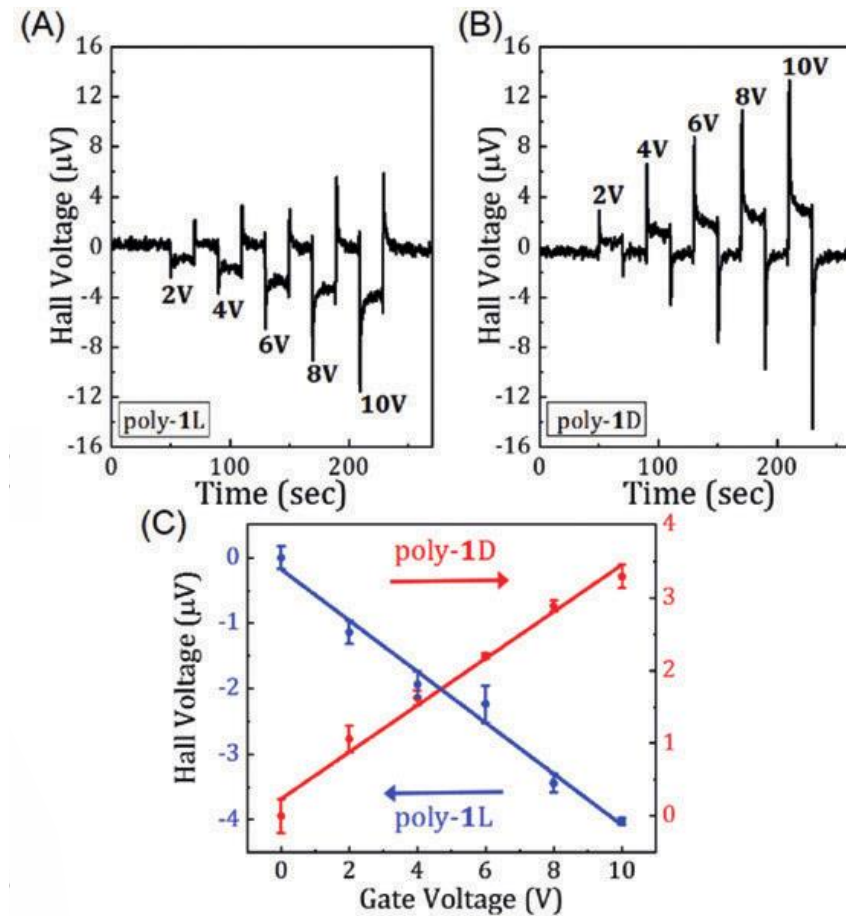 (A)
16
12
8
4
0
-4
-8
-12
-16
Hall Voltage (μV)
2V
4V
6V
8V
10V
poly-1L
0 100 200
Time (sec)
(B)
16
12
8
4
0
-4
-8
-12
-16
Hall Voltage (μV)
2V
4V
6V
8V
10V
poly-1D
0 100 200
Time (sec)
(C)
0
-1
-2
-3
-4
Hall Voltage (μV)
poly-1D
poly-1L
4
3
2
1
0
0 2 4 6 8 10
Gate Voltage (V)